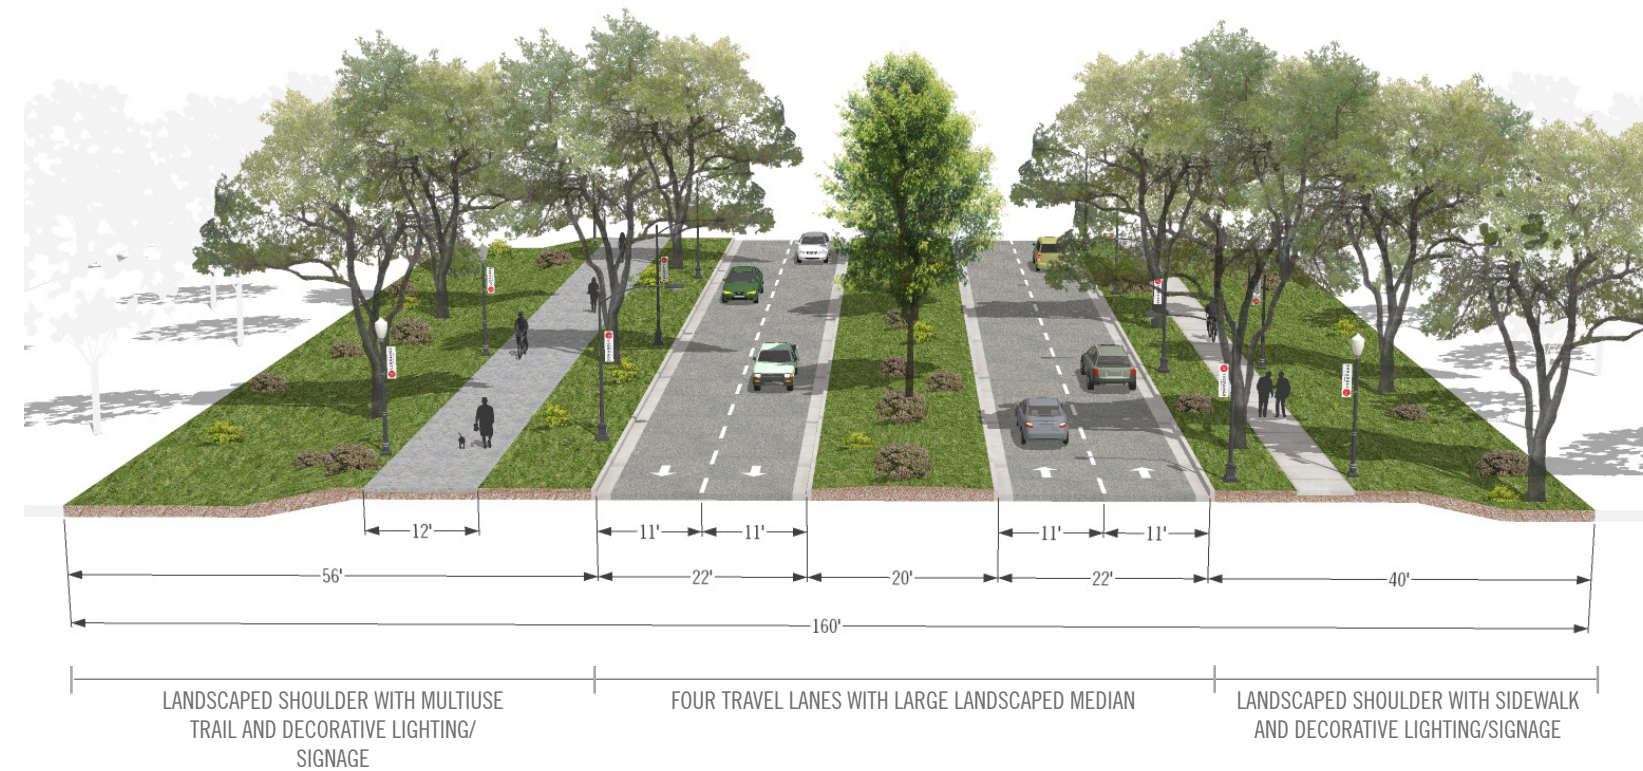 12'
11'
11'
11'
11'
56'
22'
20'
22'
40'
160'
LANDSCAPED SHOULDER WITH MULTIUSE
TRAIL AND DECORATIVE LIGHTING/
SIGNAGE
FOUR TRAVEL LANES WITH LARGE LANDSCAPED MEDIAN
LANDSCAPED SHOULDER WITH SIDEWALK
AND DECORATIVE LIGHTING/SIGNAGE